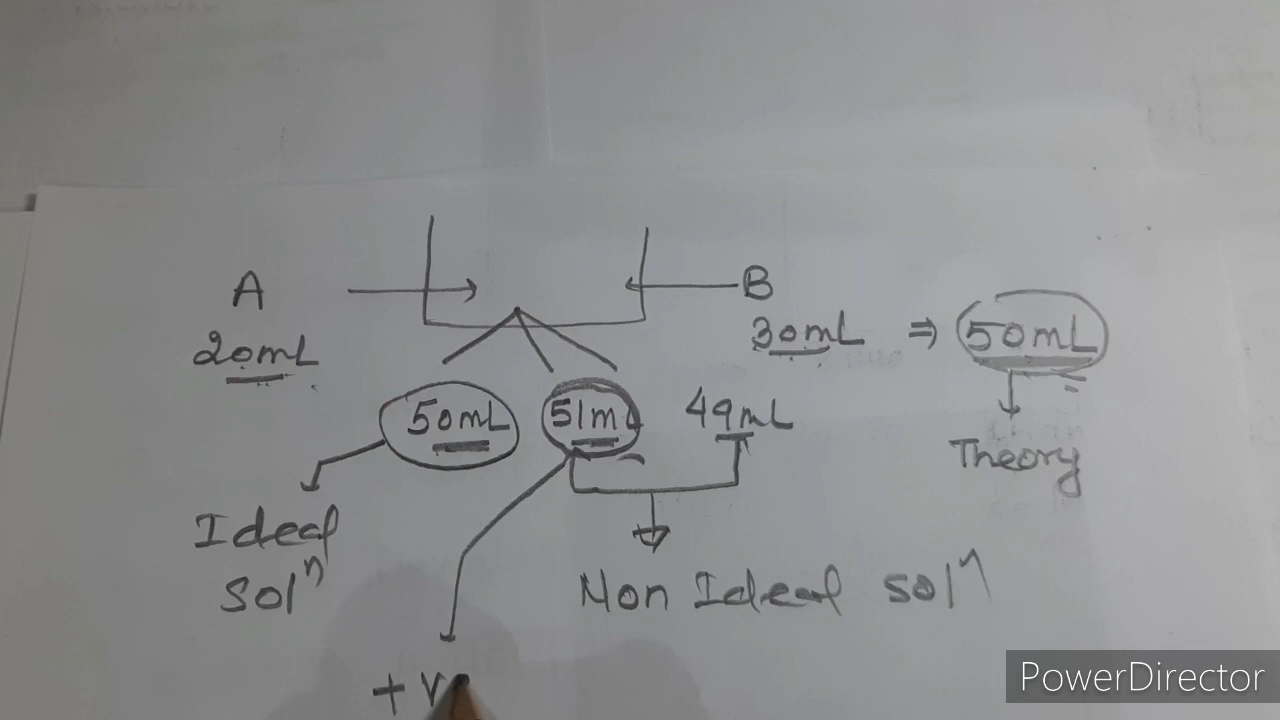 A
B
20mL
30mL ⇒ 50mL
50mL 51mL 49mL
Theory
Ideal
Solⁿ
Non Ideal solⁿ
+v
PowerDirector